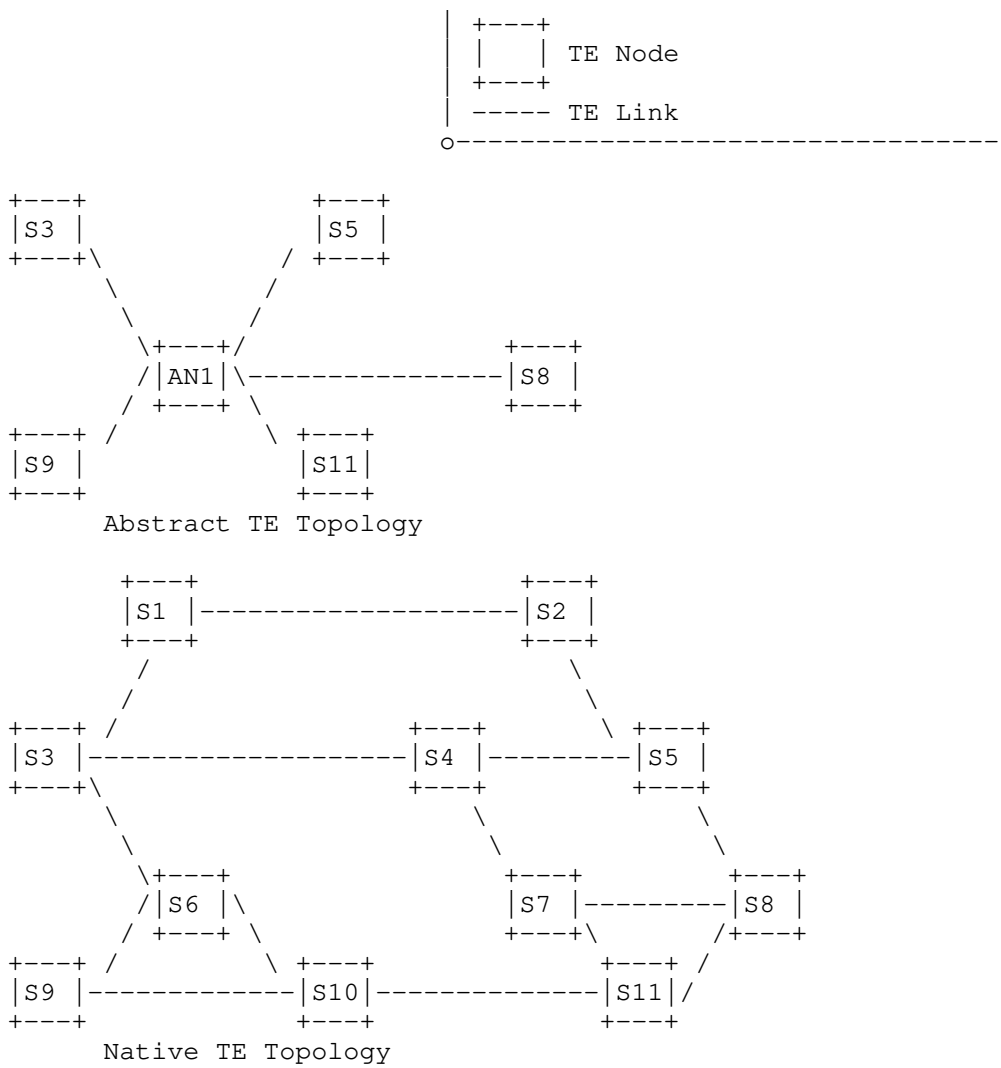 TE Node
TE Link
S3 S5
AN1 S8
S9 S11
Abstract TE Topology
S1 S2
S3 S4 S5
S6 S7 S8
S9 S10 S11
Native TE Topology